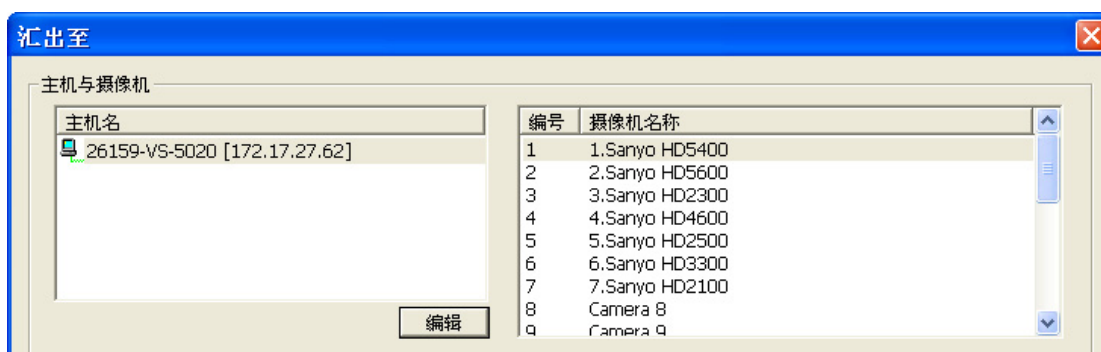 汇出至
主机与摄像机
主机名
26159-VS-5020 [172.17.27.62]
编辑
编号 摄像机名称
1 1.Sanyo HD5400
2 2.Sanyo HD5600
3 3.Sanyo HD2300
4 4.Sanyo HD4600
5 5.Sanyo HD2500
6 6.Sanyo HD3300
7 7.Sanyo HD2100
8 Camera 8
9 Camera 9